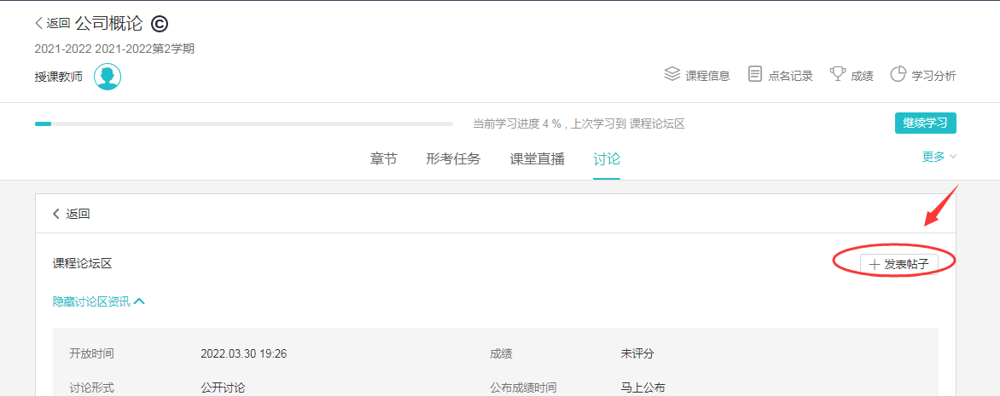 返回 公司概论 ©
2021-2022 2021-2022第2学期
授课教师
课程信息 点名记录 成绩 学习分析
当前学习进度 4 % , 上次学习到 课程论坛区 继续学习
章节 形考任务 课堂直播 讨论 更多
返回
课程论坛区 发表帖子
隐藏讨论区资讯
开放时间 2022.03.30 19:26 成绩 未评分
讨论形式 公开讨论 公布成绩时间 马上公布